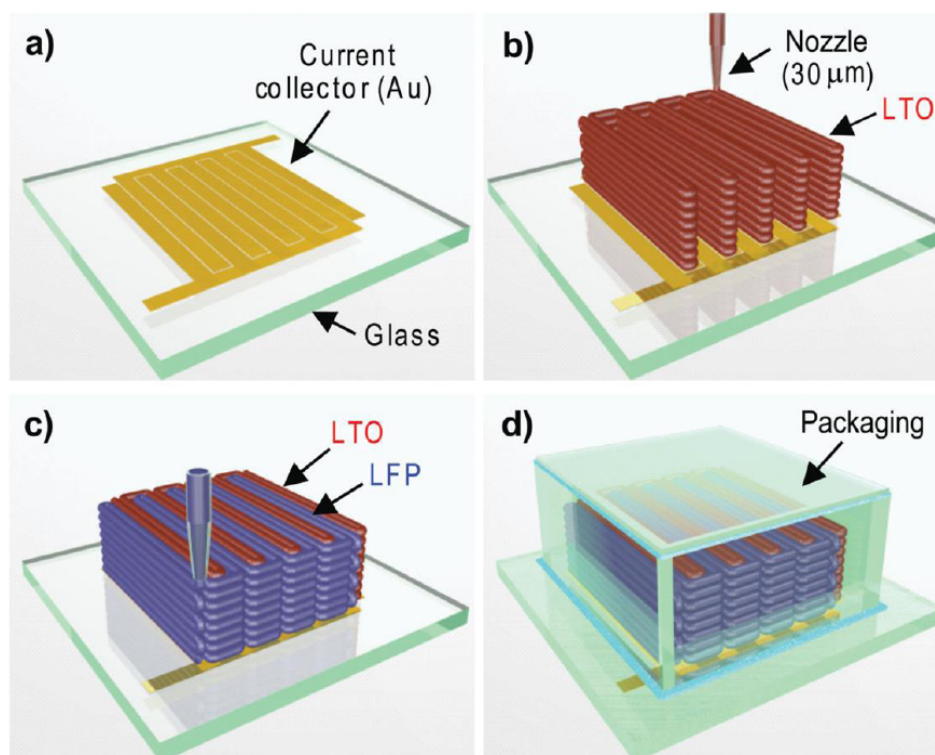 a)
Current
collector (Au)
Glass
b)
Nozzle
(30 μm)
LTO
c)
LTO
LFP
d)
Packaging